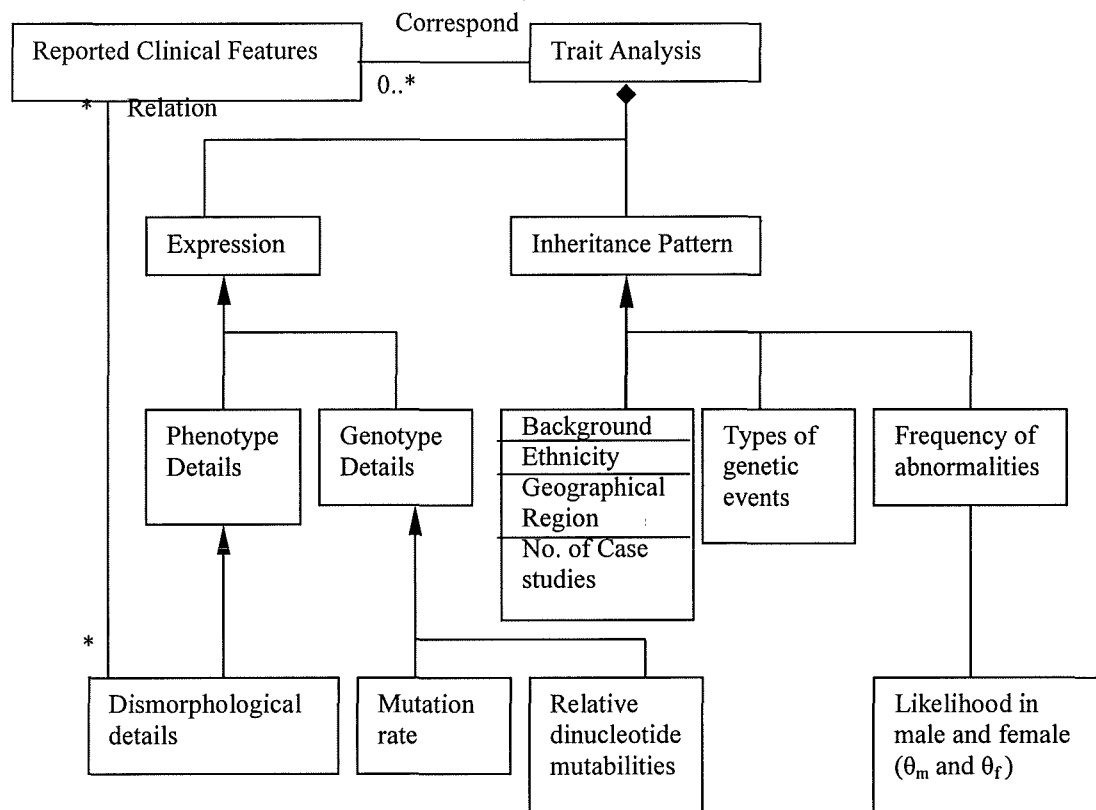 Correspond
Reported Clinical Features
Trait Analysis
0..*
* Relation
Expression
Inheritance Pattern
Phenotype
Details
Genotype
Details
Background
Ethnicity
Geographical
Region
No. of Case
studies
Types of
genetic
events
Frequency of
abnormalities
*
Dismorphological
details
Mutation
rate
Relative
dinucleotide
mutabilities
Likelihood in
male and female
(θm and θf)